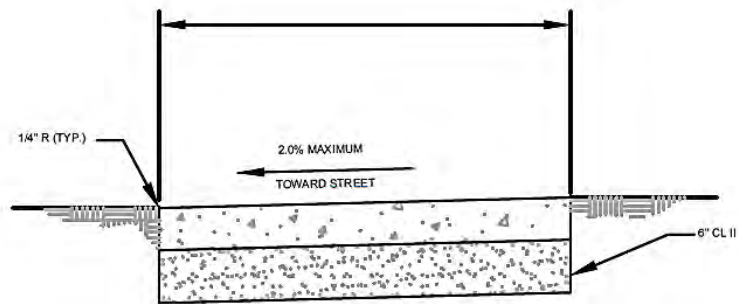 1/4" R (TYP.)
2.0% MAXIMUM
TOWARD STREET
6" CL II